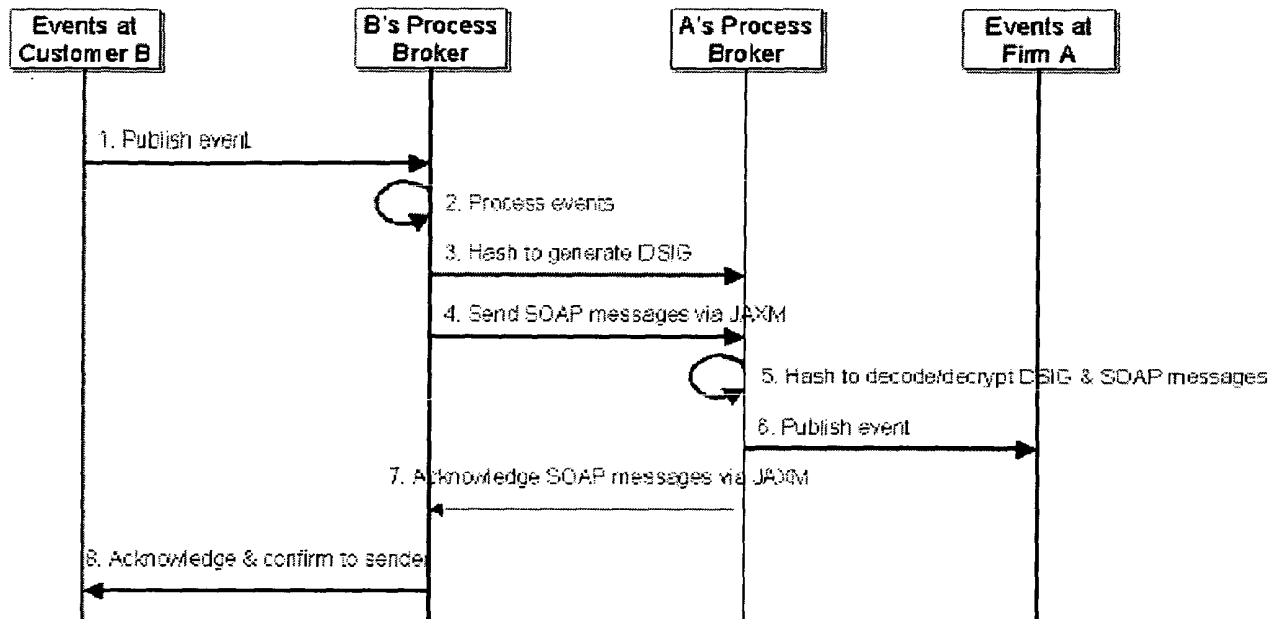 Events at
Customer B
B's Process
Broker
A's Process
Broker
Events at
Firm A
1. Publish event
2. Process events
3. Hash to generate DSIG
4. Send SOAP messages via JAXM
5. Hash to decode/decrypt DSIG & SOAP messages
6. Publish event
7. Acknowledge SOAP messages via JAXM
8. Acknowledge & confirm to sender